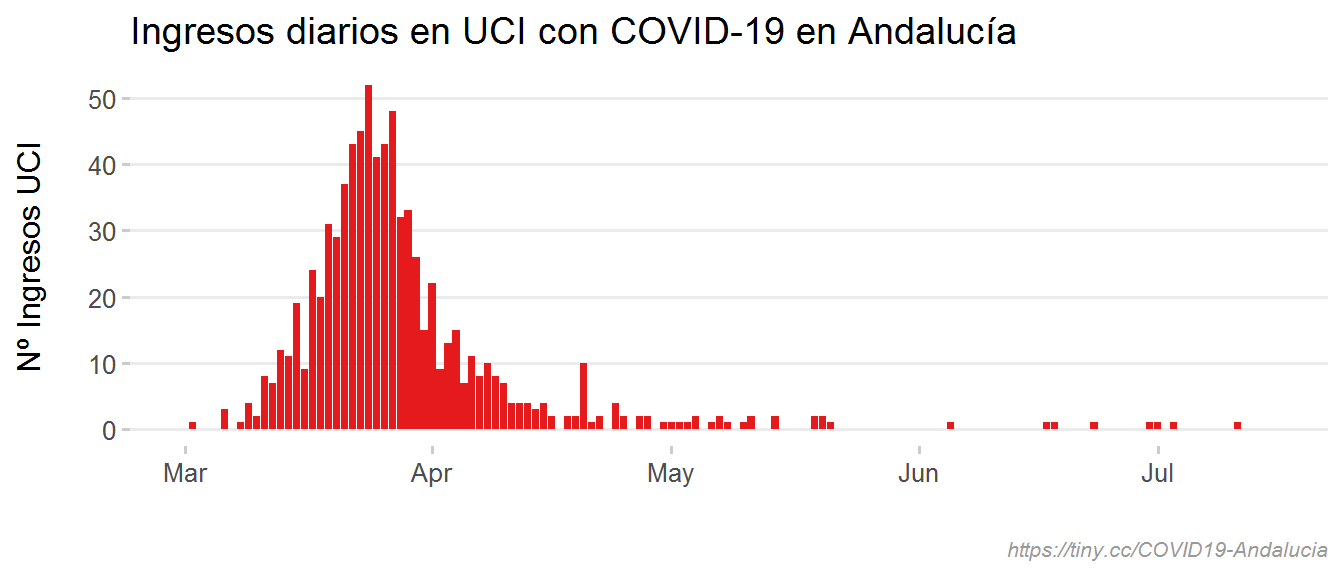 Ingresos diarios en UCI con COVID-19 en Andalucía
Nº Ingresos UCI
50
40
30
20
10
0
Mar
Apr
May
Jun
Jul
https://tiny.cc/COVID19-Andalucia